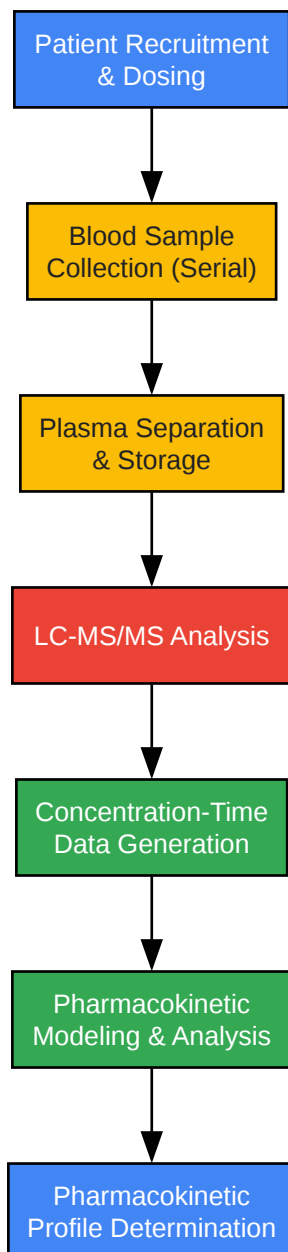 Patient Recruitment
& Dosing
Blood Sample
Collection (Serial)
Plasma Separation
& Storage
LC-MS/MS Analysis
Concentration-Time
Data Generation
Pharmacokinetic
Modeling & Analysis
Pharmacokinetic
Profile Determination